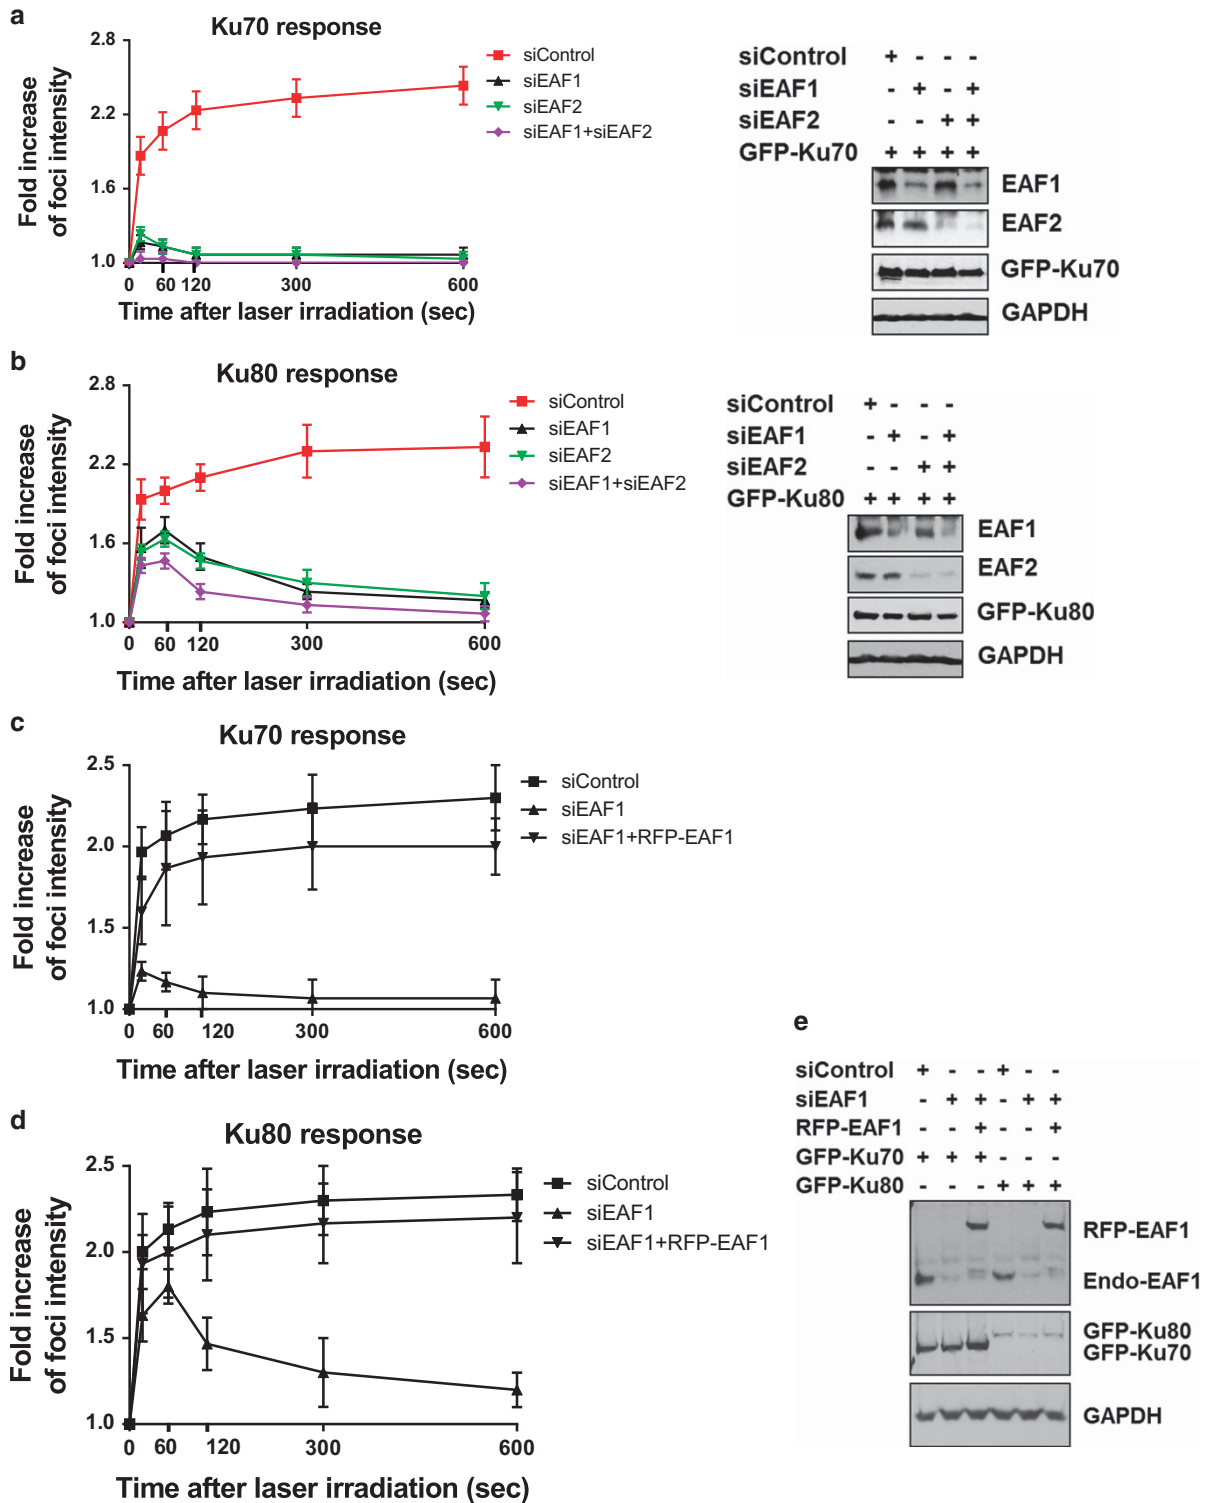 a
Ku70 response
Fold increase
of foci intensity
2.8
2.2
1.6
1.0
0 60 120 300 600
Time after laser irradiation (sec)
siControl
siEAF1
siEAF2
siEAF1+siEAF2
siControl + - - -
siEAF1 - + - +
siEAF2 - - + +
GFP-Ku70 + + + +
EAF1
EAF2
GFP-Ku70
GAPDH
b
Ku80 response
Fold increase
of foci intensity
2.8
2.2
1.6
1.0
0 60 120 300 600
Time after laser irradiation (sec)
siControl
siEAF1
siEAF2
siEAF1+siEAF2
siControl + - - -
siEAF1 - + - +
siEAF2 - - + +
GFP-Ku80 + + + +
EAF1
EAF2
GFP-Ku80
GAPDH
c
Ku70 response
Fold increase
of foci intensity
2.5
2.0
1.5
1.0
0 60 120 300 600
Time after laser irradiation (sec)
siControl
siEAF1
siEAF1+RFP-EAF1
d
Ku80 response
Fold increase
of foci intensity
2.5
2.0
1.5
1.0
0 60 120 300 600
Time after laser irradiation (sec)
siControl
siEAF1
siEAF1+RFP-EAF1
e
siControl + - - + - -
siEAF1 - + + - + +
RFP-EAF1 - - + - - +
GFP-Ku70 + + + - - -
GFP-Ku80 - - - + + +
RFP-EAF1
Endo-EAF1
GFP-Ku80
GFP-Ku70
GAPDH